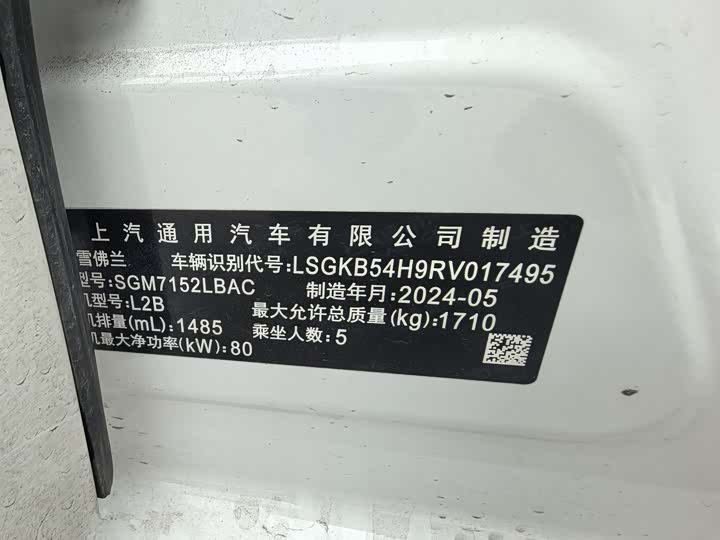 上汽通用汽车有限公司制造
雪佛兰 车辆识别代号:LSGKB54H9RV017495
型号:SGM7152LBAC 制造年月:2024-05
机型号:L2B 最大允许总质量(kg):1710
机排量(mL):1485 乘坐人数:5
机最大净功率(kW):80